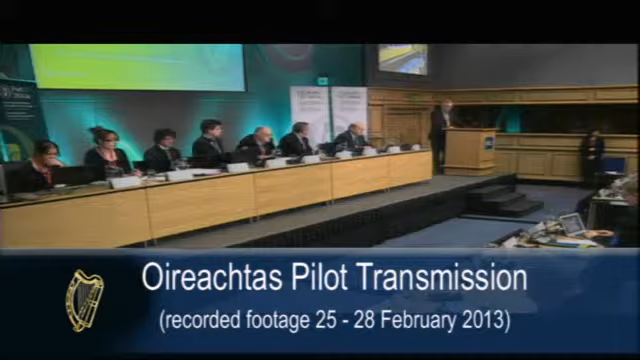 Oireachtas Pilot Transmission
(recorded footage 25 - 28 February 2013)